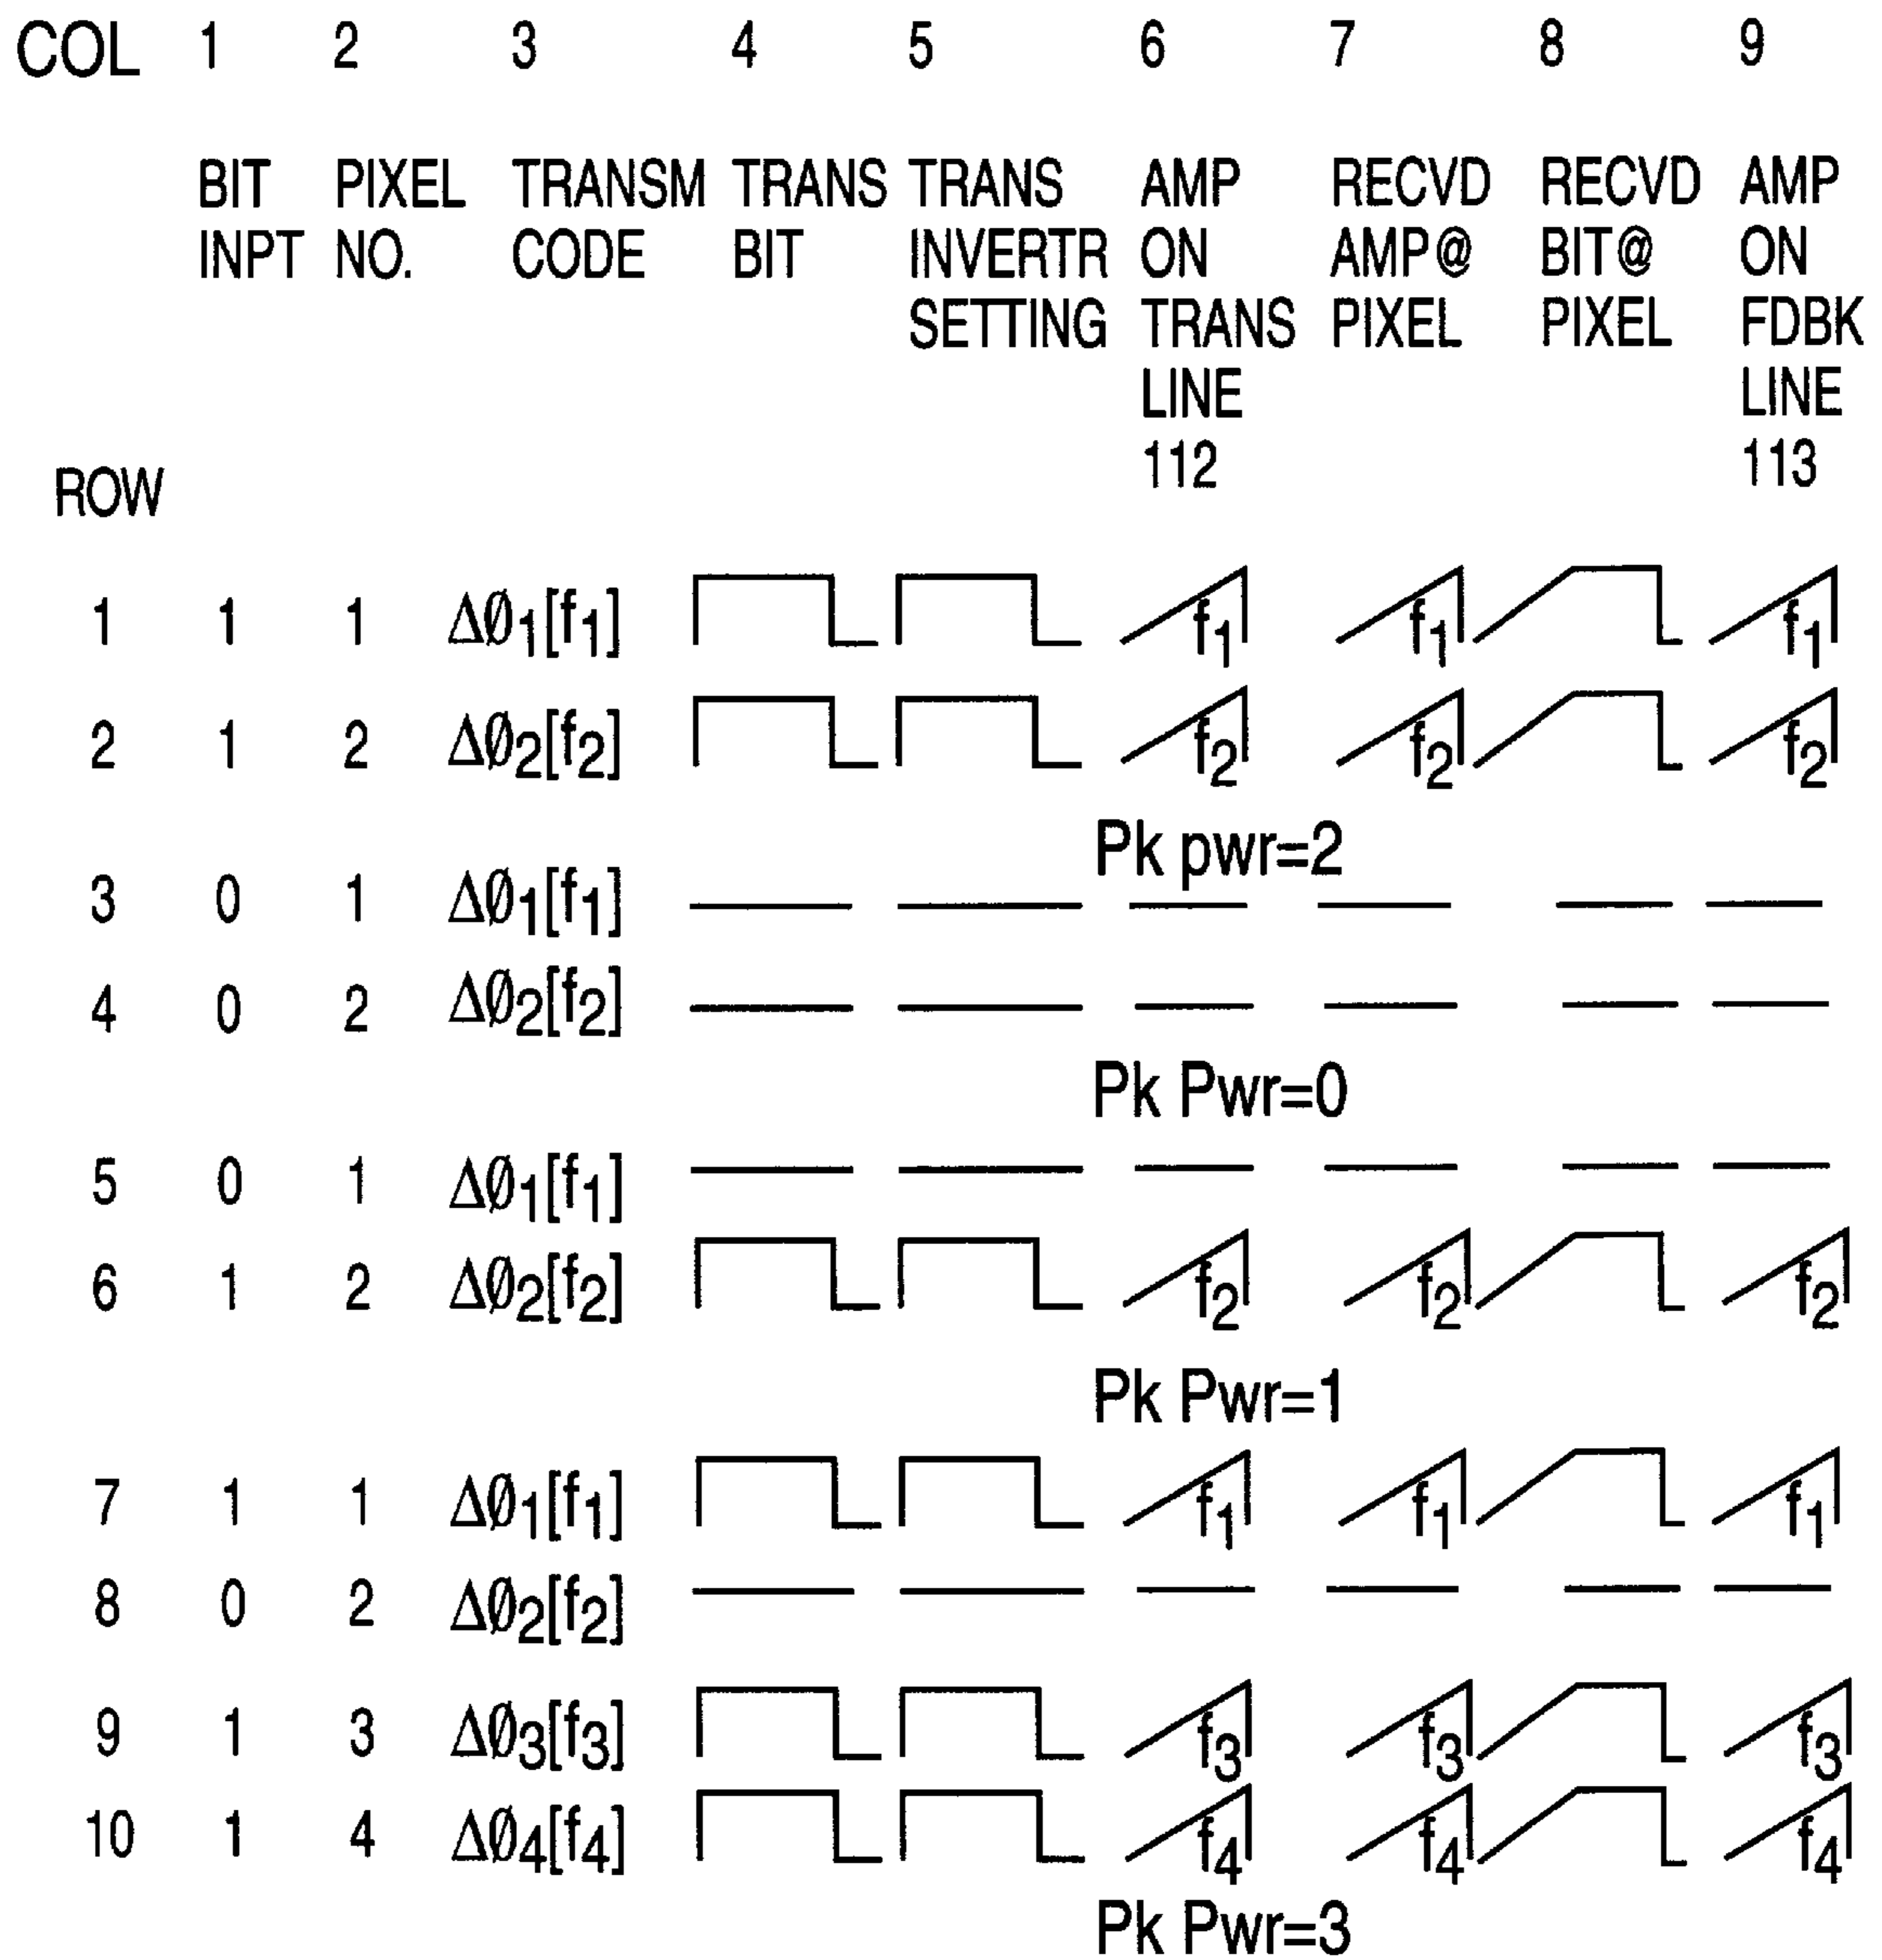 COL 1 2 3 4 5 6 7 8 9
BIT PIXEL TRANSM TRANS TRANS AMP RECVD RECVD AMP
INPT NO. CODE BIT INVERTR ON AMP@ BIT@ ON
SETTING TRANS PIXEL PIXEL FDBK
LINE LINE
112 113
ROW
1 1 1 ΔØ1[f1] f1 f1 f1
2 1 2 ΔØ2[f2] f2 f2 f2
Pk pwr=2
3 0 1 ΔØ1[f1]
4 0 2 ΔØ2[f2]
Pk Pwr=0
5 0 1 ΔØ1[f1]
6 1 2 ΔØ2[f2] f2 f2 f2
Pk Pwr=1
7 1 1 ΔØ1[f1] f1 f1 f1
8 0 2 ΔØ2[f2]
9 1 3 ΔØ3[f3] f3 f3 f3
10 1 4 ΔØ4[f4] f4 f4 f4
Pk Pwr=3